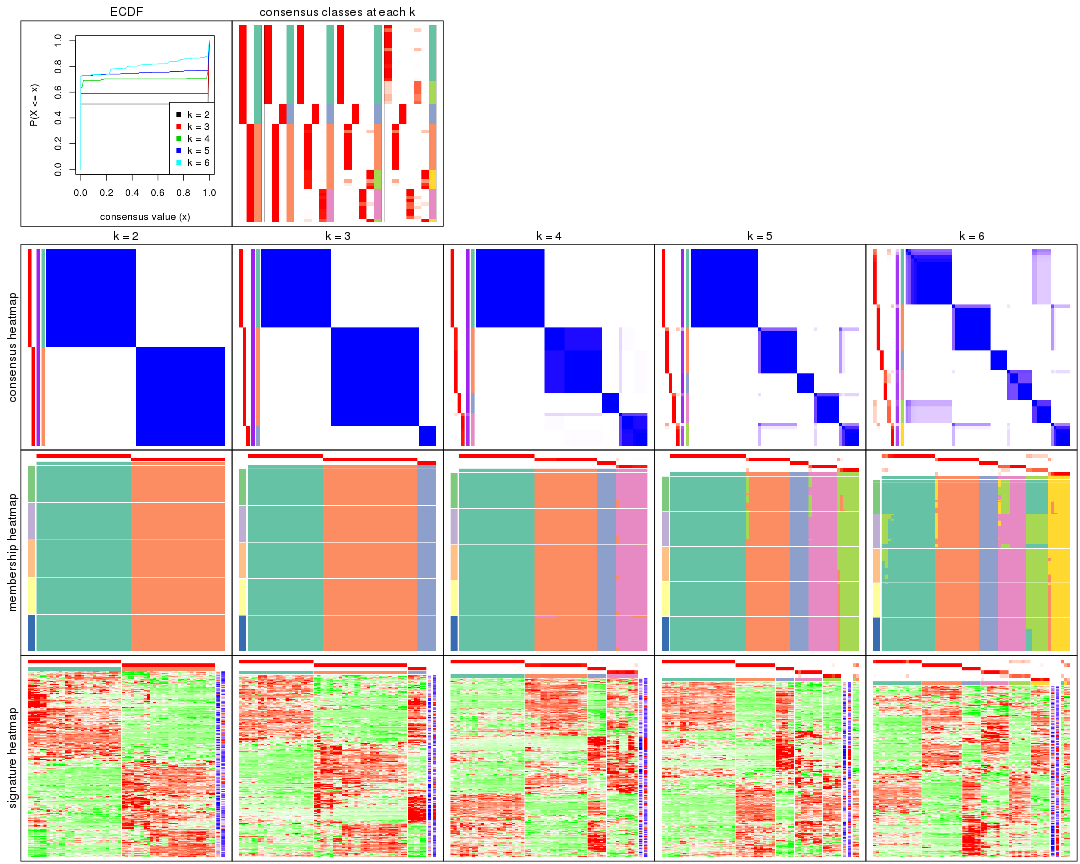 ECDF
consensus classes at each k
P(X <= x)
0.0 0.2 0.4 0.6 0.8 1.0
k = 2
k = 3
k = 4
k = 5
k = 6
0.0 0.2 0.4 0.6 0.8 1.0
consensus value (x)
k = 2
k = 3
k = 4
k = 5
k = 6
consensus heatmap
membership heatmap
signature heatmap